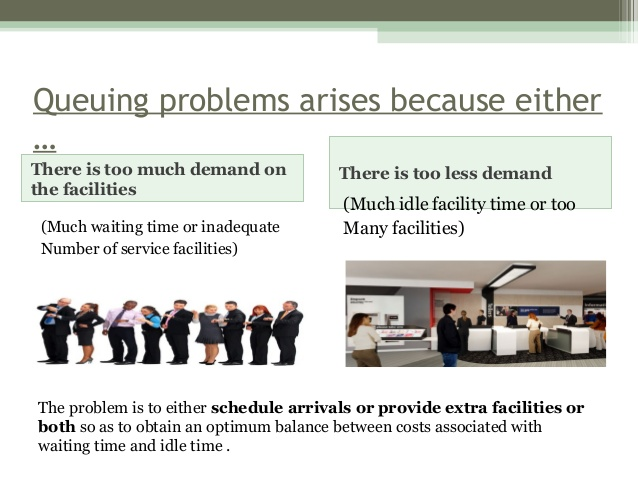 Queuing problems arises because either
...
There is too much demand on
the facilities
(Much waiting time or inadequate
Number of service facilities)
There is too less demand
(Much idle facility time or too
Many facilities)
The problem is to either schedule arrivals or provide extra facilities or
both so as to obtain an optimum balance between costs associated with
waiting time and idle time .